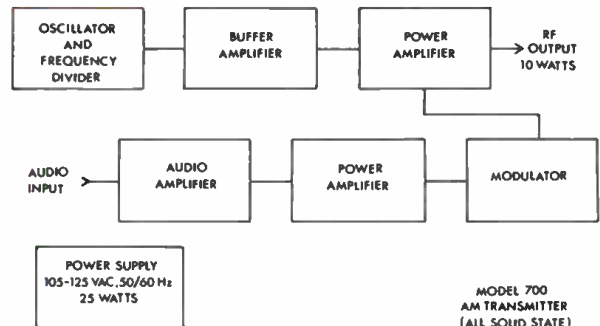 OSCILLATOR
AND
FREQUENCY
DIVIDER
BUFFER
AMPLIFIER
POWER
AMPLIFIER
RF
OUTPUT
10 WATTS
AUDIO
INPUT
AUDIO
AMPLIFIER
POWER
AMPLIFIER
MODULATOR
POWER SUPPLY
105-125 VAC, 50/60 Hz
25 WATTS
MODEL 700
AM TRANSMITTER
(ALL SOLID STATE)